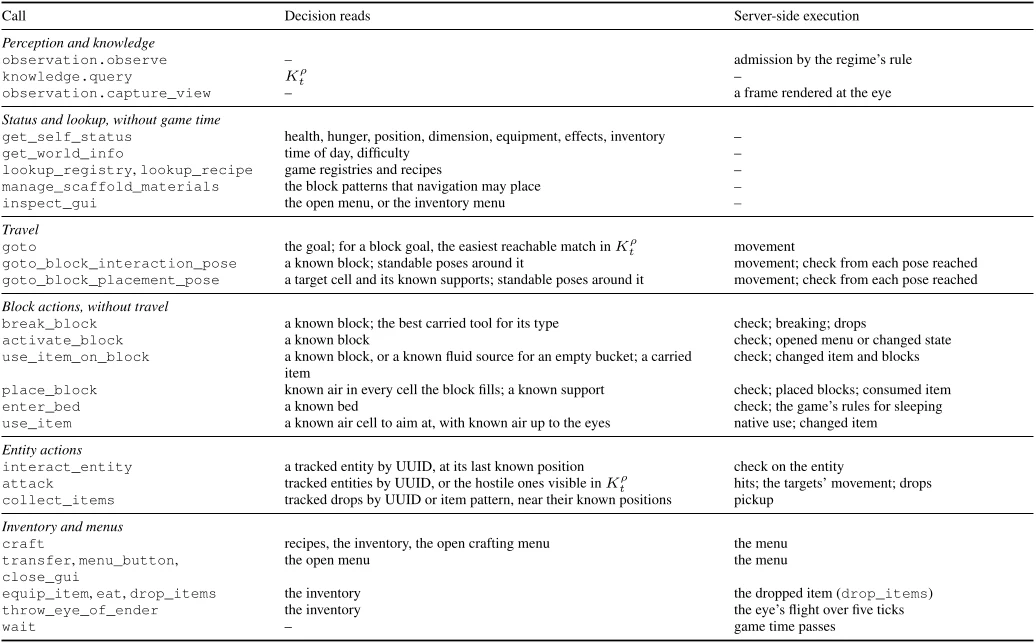 Call Decision reads Server-side execution
Perception and knowledge
observation.observe – admission by the regime's rule
knowledge.query K_t^ρ –
observation.capture_view – a frame rendered at the eye
Status and lookup, without game time
get_self_status health, hunger, position, dimension, equipment, effects, inventory –
get_world_info time of day, difficulty –
lookup_registry, lookup_recipe game registries and recipes –
manage_scaffold_materials the block patterns that navigation may place –
inspect_gui the open menu, or the inventory menu –
Travel
goto the goal; for a block goal, the easiest reachable match in K_t^ρ movement
goto_block_interaction_pose a known block; standable poses around it movement; check from each pose reached
goto_block_placement_pose a target cell and its known supports; standable poses around it movement; check from each pose reached
Block actions, without travel
break_block a known block; the best carried tool for its type check; breaking; drops
activate_block a known block check; opened menu or changed state
use_item_on_block a known block, or a known fluid source for an empty bucket; a carried check; changed item and blocks
item
place_block known air in every cell the block fills; a known support check; placed blocks; consumed item
enter_bed a known bed check; the game's rules for sleeping
use_item a known air cell to aim at, with known air up to the eyes native use; changed item
Entity actions
interact_entity a tracked entity by UUID, at its last known position check on the entity
attack tracked entities by UUID, or the hostile ones visible in K_t^ρ hits; the targets' movement; drops
collect_items tracked drops by UUID or item pattern, near their known positions pickup
Inventory and menus
craft recipes, the inventory, the open crafting menu the menu
transfer, menu_button, the open menu the menu
close_gui
equip_item, eat, drop_items the inventory the dropped item (drop_items)
throw_eye_of_ender the inventory the eye's flight over five ticks
wait – game time passes